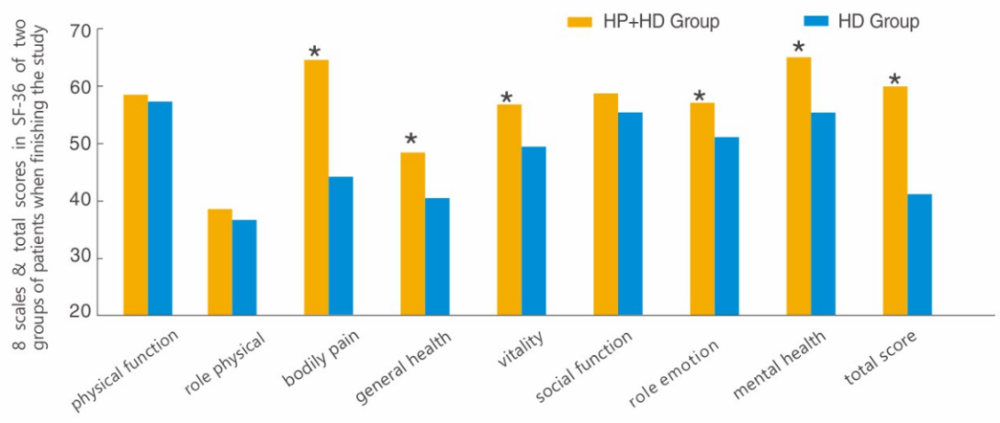 8 scales & total scores in SF-36 of two
groups of patients when finishing the study
HP+HD Group
HD Group
70
60
50
40
30
20
*
*
*
*
*
*
physical function
role physical
bodily pain
general health
vitality
social function
role emotion
mental health
total score